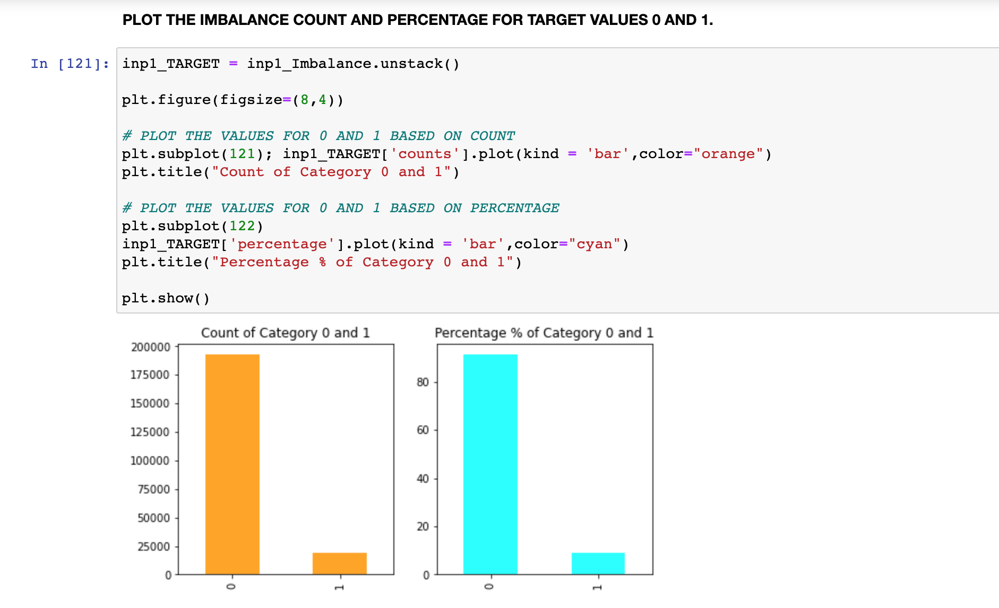 PLOT THE IMBALANCE COUNT AND PERCENTAGE FOR TARGET VALUES 0 AND 1.
In [121]:
inp1_TARGET = inp1_Imbalance.unstack()
plt.figure(figsize=(8,4))
# PLOT THE VALUES FOR 0 AND 1 BASED ON COUNT
plt.subplot(121); inp1_TARGET['counts'].plot(kind = 'bar',color="orange")
plt.title("Count of Category 0 and 1")
# PLOT THE VALUES FOR 0 AND 1 BASED ON PERCENTAGE
plt.subplot(122)
inp1_TARGET['percentage'].plot(kind = 'bar',color="cyan")
plt.title("Percentage % of Category 0 and 1")
plt.show()
Count of Category 0 and 1
200000
175000
150000
125000
100000
75000
50000
25000
0
0
1
Percentage % of Category 0 and 1
80
60
40
20
0
0
1